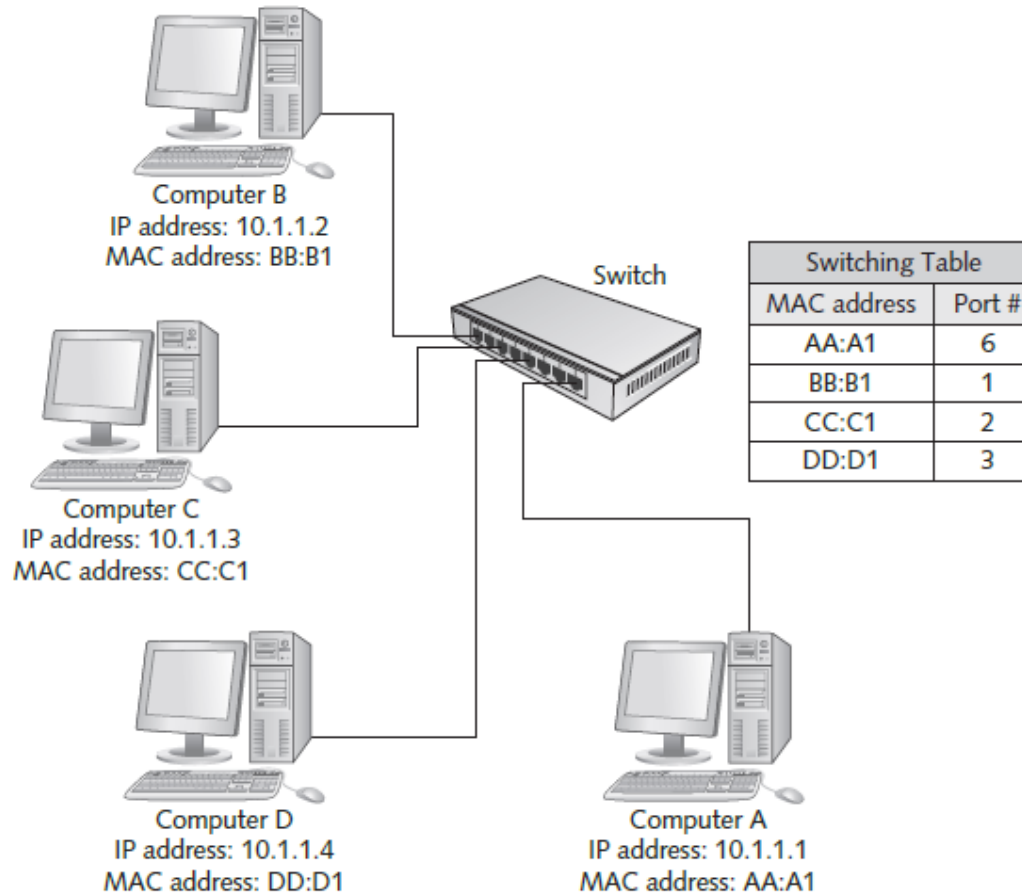 Computer B
IP address: 10.1.1.2
MAC address: BB:B1
Switch
Switching Table
MAC address Port #
AA:A1 6
BB:B1 1
CC:C1 2
DD:D1 3
Computer C
IP address: 10.1.1.3
MAC address: CC:C1
Computer D
IP address: 10.1.1.4
MAC address: DD:D1
Computer A
IP address: 10.1.1.1
MAC address: AA:A1